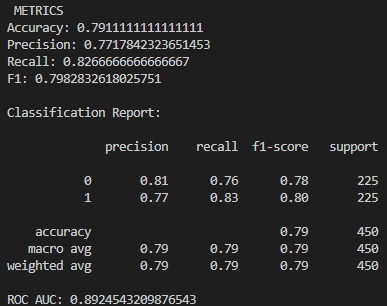 METRICS
Accuracy: 0.7911111111111111
Precision: 0.7717842323651453
Recall: 0.8266666666666667
F1: 0.7982832618025751
Classification Report:
precision recall f1-score support
0 0.81 0.76 0.78 225
1 0.77 0.83 0.80 225
accuracy 0.79 450
macro avg 0.79 0.79 0.79 450
weighted avg 0.79 0.79 0.79 450
ROC AUC: 0.8924543209876543